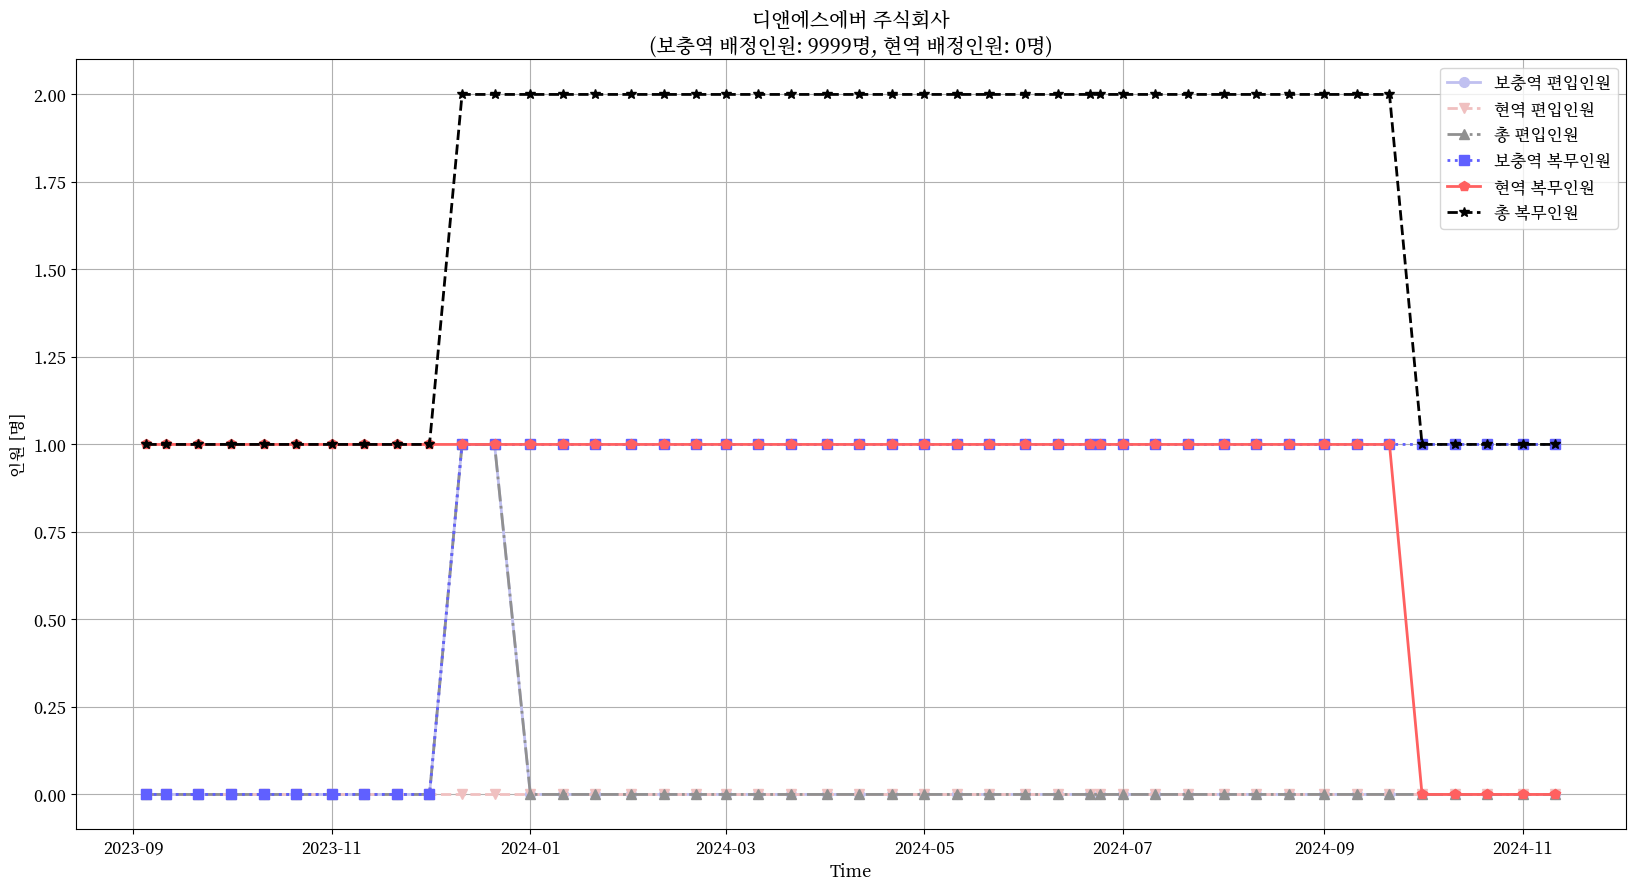 디앤에스에버 주식회사
(보충역 배정인원: 9999명, 현역 배정인원: 0명)
보충역 편입인원
현역 편입인원
총 편입인원
보충역 복무인원
현역 복무인원
총 복무인원
2.00
1.75
1.50
1.25
1.00
0.75
0.50
0.25
0.00
인원 [명]
2023-09
2023-11
2024-01
2024-03
2024-05
2024-07
2024-09
2024-11
Time